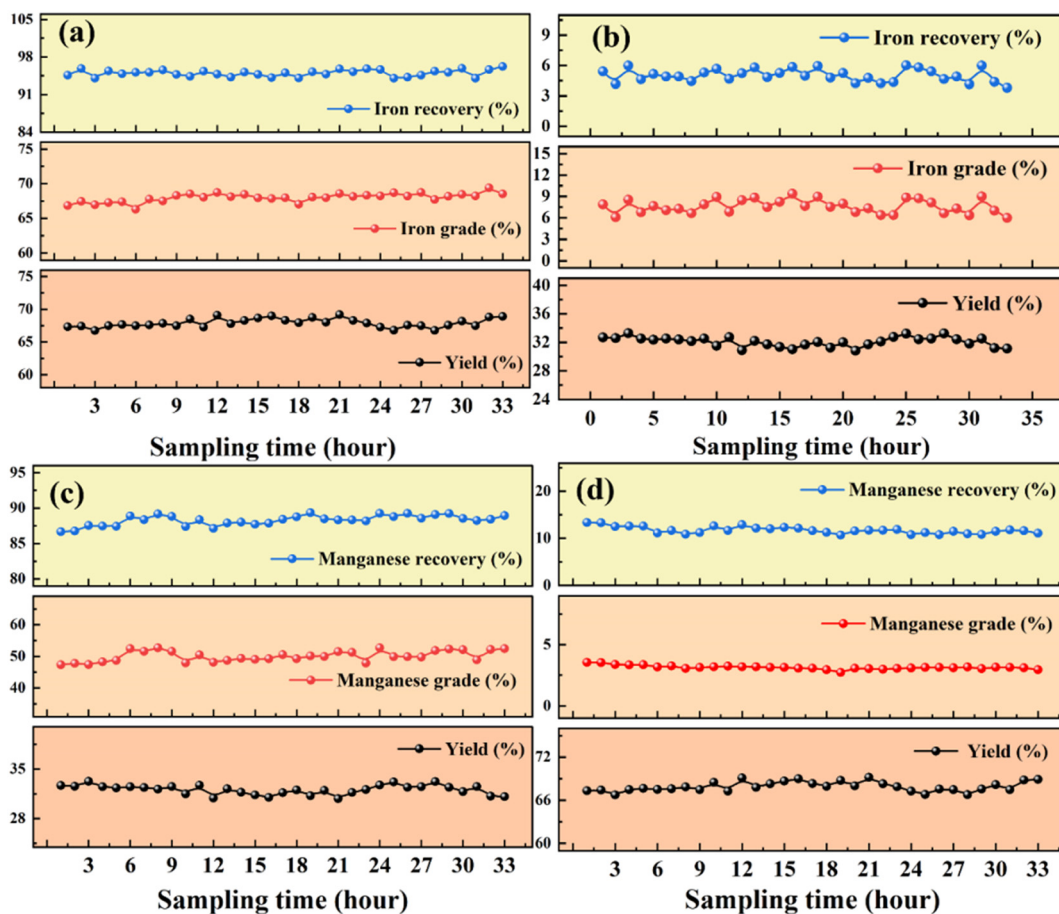 (a)
105
98
91
84
Iron recovery (%)
75
70
65
60
Iron grade (%)
75
70
65
60
Yield (%)
3 6 9 12 15 18 21 24 27 30 33
Sampling time (hour)
(b)
9
6
3
0
Iron recovery (%)
15
12
9
6
3
0
Iron grade (%)
40
36
32
28
24
Yield (%)
0 5 10 15 20 25 30 35
Sampling time (hour)
(c)
95
90
85
80
Manganese recovery (%)
60
50
40
Manganese grade (%)
35
28
Yield (%)
3 6 9 12 15 18 21 24 27 30 33
Sampling time (hour)
(d)
20
10
0
Manganese recovery (%)
5
0
Manganese grade (%)
72
66
60
Yield (%)
3 6 9 12 15 18 21 24 27 30 33
Sampling time (hour)